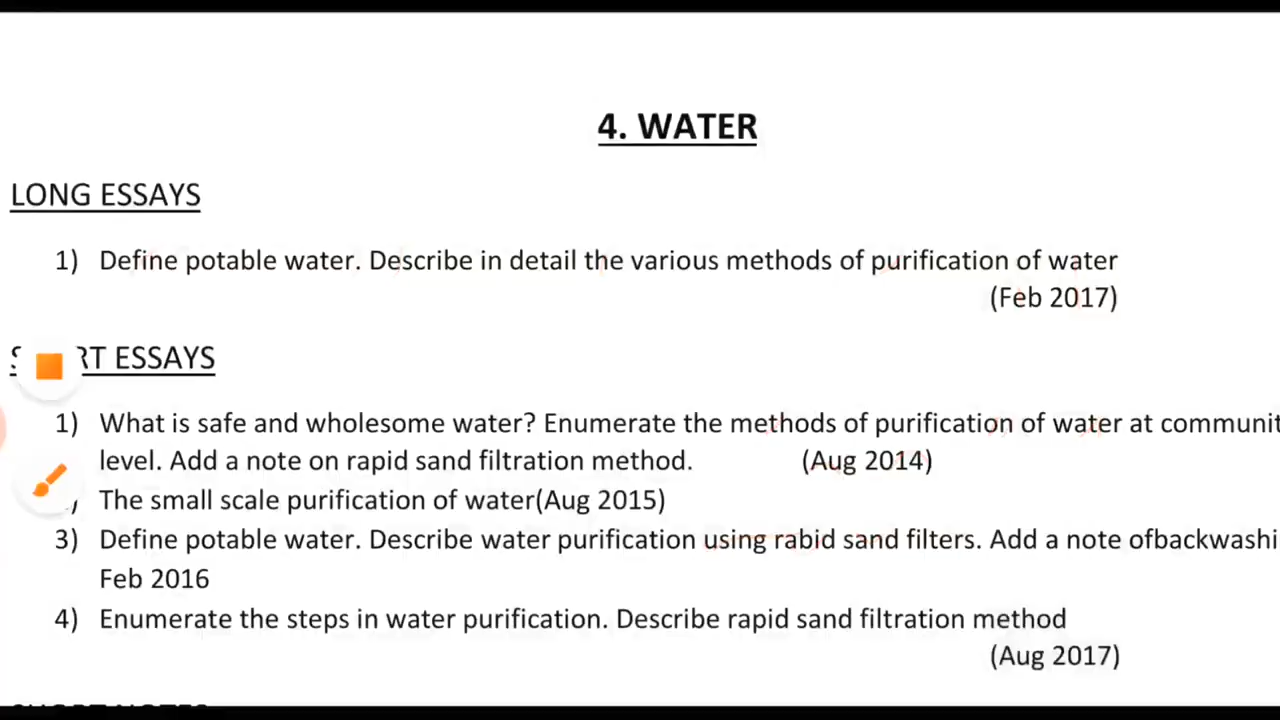 4. WATER
LONG ESSAYS
1) Define potable water. Describe in detail the various methods of purification of water
(Feb 2017)
ESSAYS
1) What is safe and wholesome water? Enumerate the methods of purification of water at communit
level. Add a note on rapid sand filtration method. (Aug 2014)
The small scale purification of water(Aug 2015)
3) Define potable water. Describe water purification using rabid sand filters. Add a note ofbackwashi
Feb 2016
4) Enumerate the steps in water purification. Describe rapid sand filtration method
(Aug 2017)